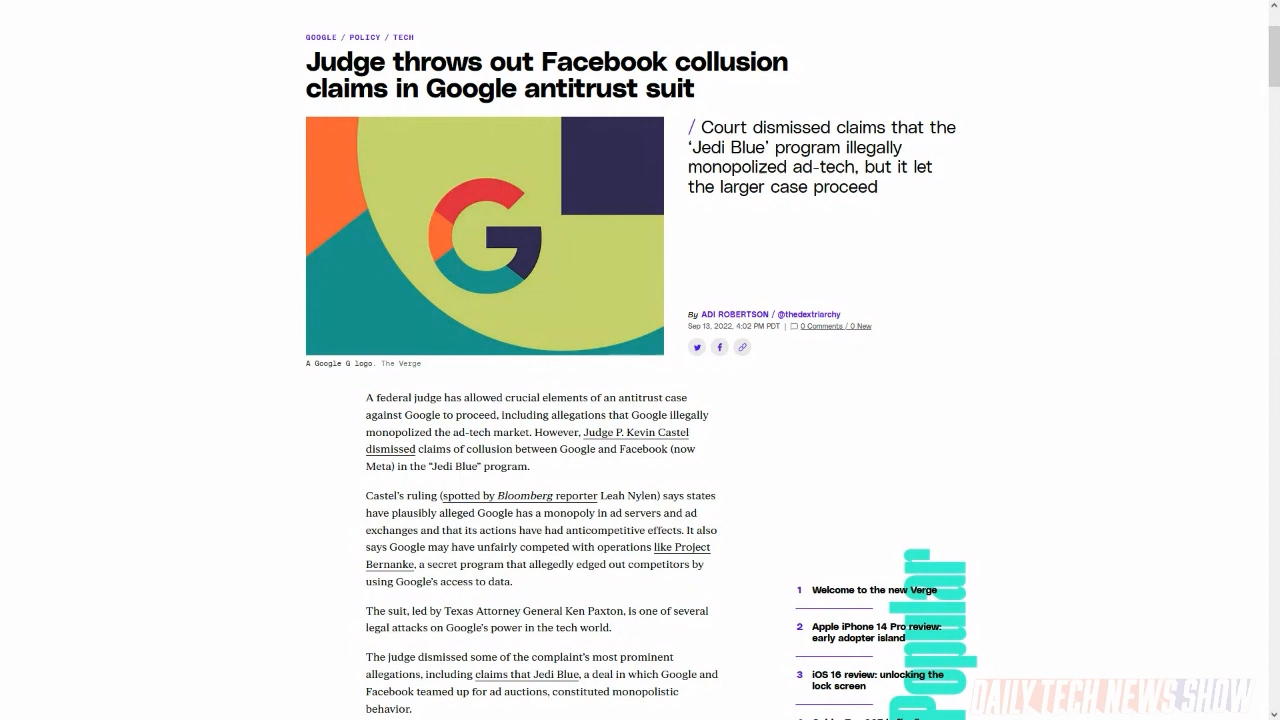 GOOGLE / POLICY / TECH
Judge throws out Facebook collusion
claims in Google antitrust suit
/ Court dismissed claims that the
‘Jedi Blue’ program illegally
monopolized ad-tech, but it let
the larger case proceed
By ADI ROBERTSON / @thedextriarchy
Sep 13, 2022, 4:02 PM PDT | 0 Comments / 0 New
A Google G logo. The Verge
A federal judge has allowed crucial elements of an antitrust case
against Google to proceed, including allegations that Google illegally
monopolized the ad-tech market. However, Judge P. Kevin Castel
dismissed claims of collusion between Google and Facebook (now
Meta) in the “Jedi Blue” program.
Castel’s ruling (spotted by Bloomberg reporter Leah Nylen) says states
have plausibly alleged Google has a monopoly in ad servers and ad
exchanges and that its actions have had anticompetitive effects. It also
says Google may have unfairly competed with operations like Project
Bernanke, a secret program that allegedly edged out competitors by
using Google’s access to data.
The suit, led by Texas Attorney General Ken Paxton, is one of several
legal attacks on Google’s power in the tech world.
The judge dismissed some of the complaint’s most prominent
allegations, including claims that Jedi Blue, a deal in which Google and
Facebook teamed up for ad auctions, constituted monopolistic
behavior.
Popular
1 Welcome to the new Verge
2 Apple iPhone 14 Pro review:
early adopter island
3 iOS 16 review: unlocking the
lock screen
DAILY TECH NEWS SHOW